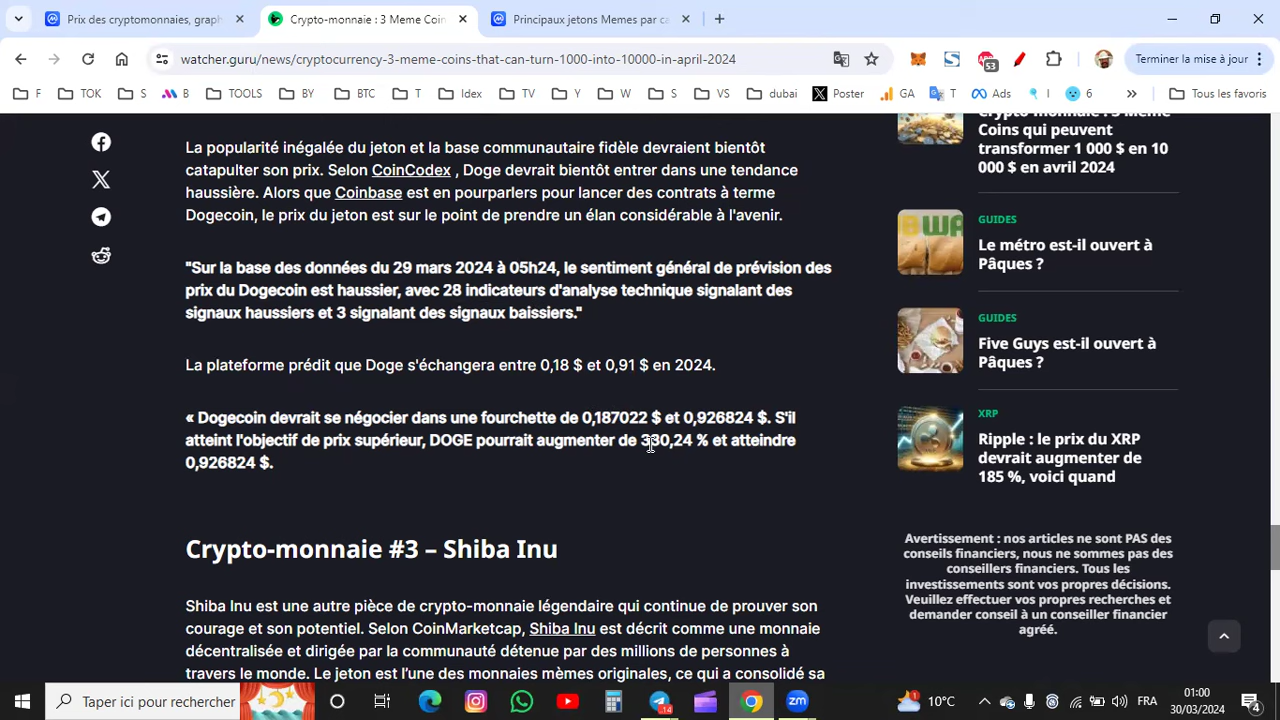 Prix des cryptomonnaies, graph
Crypto-monnaie : 3 Meme Coin
Principaux jetons Memes par ca
watcher.guru/news/cryptocurrency-3-meme-coins-that-can-turn-1000-into-10000-in-april-2024
53
Terminer la mise à jour
F
TOK
S
B
TOOLS
BY
BTC
T
Idex
TV
Y
W
S
VS
dubai
Poster
GA
T
Ads
I
6
Tous les favoris
La popularité inégalée du jeton et la base communautaire fidèle devraient bientôt
catapulter son prix. Selon CoinCodex , Doge devrait bientôt entrer dans une tendance
haussière. Alors que Coinbase est en pourparlers pour lancer des contrats à terme
Dogecoin, le prix du jeton est sur le point de prendre un élan considérable à l'avenir.
"Sur la base des données du 29 mars 2024 à 05h24, le sentiment général de prévision des
prix du Dogecoin est haussier, avec 28 indicateurs d'analyse technique signalant des
signaux haussiers et 3 signalant des signaux baissiers."
La plateforme prédit que Doge s'échangera entre 0,18 $ et 0,91 $ en 2024.
« Dogecoin devrait se négocier dans une fourchette de 0,187022 $ et 0,926824 $. S'il
atteint l'objectif de prix supérieur, DOGE pourrait augmenter de 330,24 % et atteindre
0,926824 $.
Crypto-monnaie #3 – Shiba Inu
Shiba Inu est une autre pièce de crypto-monnaie légendaire qui continue de prouver son
courage et son potentiel. Selon CoinMarketcap, Shiba Inu est décrit comme une monnaie
décentralisée et dirigée par la communauté détenue par des millions de personnes à
travers le monde. Le jeton est l'une des monnaies mèmes originales, ce qui a consolidé sa
Crypto-monnaie : 3 Meme
Coins qui peuvent
transformer 1 000 $ en 10
000 $ en avril 2024
GUIDES
Le métro est-il ouvert à
Pâques ?
GUIDES
Five Guys est-il ouvert à
Pâques ?
XRP
Ripple : le prix du XRP
devrait augmenter de
185 %, voici quand
Avertissement : nos articles ne sont PAS des
conseils financiers, nous ne sommes pas des
conseillers financiers. Tous les
investissements sont vos propres décisions.
Veuillez effectuer vos propres recherches et
demander conseil à un conseiller financier
agréé.
Taper ici pour rechercher
14
1
10°C
FRA
01:00
30/03/2024
4